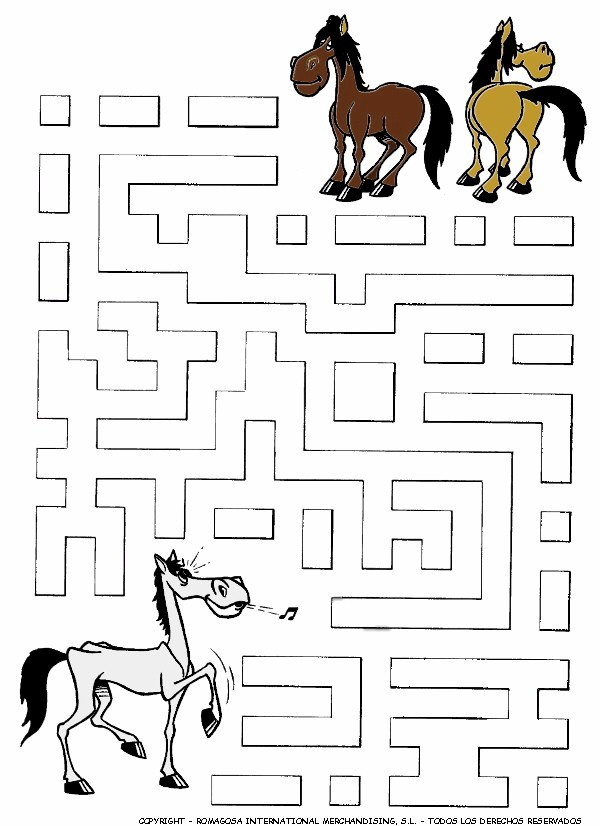 COPYRIGHT - ROMAGOSA INTERNATIONAL MERCHANDISING, S.L. - TODOS LOS DERECHOS RESERVADOS